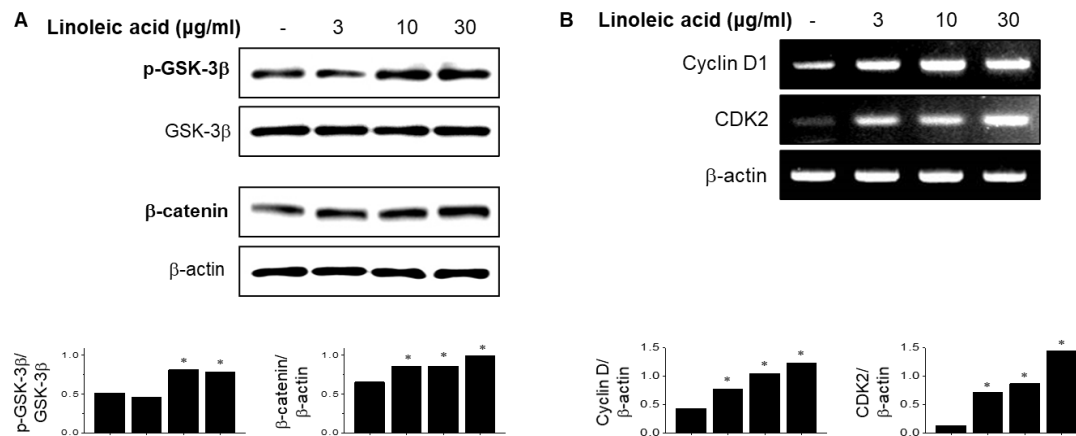 A
Linoleic acid (μg/ml) - 3 10 30
p-GSK-3β
GSK-3β
β-catenin
β-actin
p-GSK-3β/
GSK-3β
1.0
0.5
0.0
* *
β-catenin/
β-actin
1.0
0.5
0.0
* * *
B
Linoleic acid (μg/ml) - 3 10 30
Cyclin D1
CDK2
β-actin
Cyclin D/
β-actin
1.5
1.0
0.5
0.0
* * *
CDK2/
β-actin
1.5
1.0
0.5
0.0
* * *